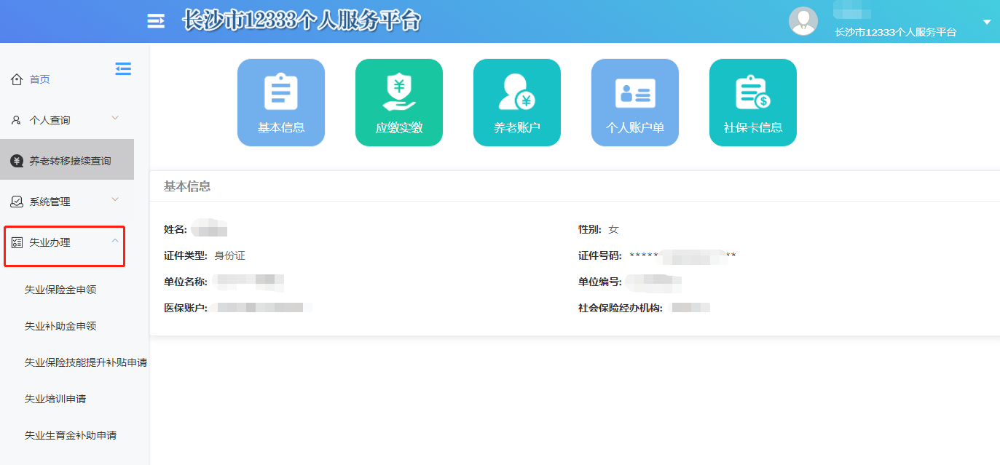 长沙市12333个人服务平台
长沙市12333个人服务平台
首页
个人查询
养老转移接续查询
系统管理
失业办理
失业保险金申领
失业补助金申领
失业保险技能提升补贴申请
失业培训申请
失业生育金补助申请
基本信息
应缴实缴
养老账户
个人账户单
社保卡信息
基本信息
姓名:
性别: 女
证件类型: 身份证
证件号码: ***** **
单位名称:
单位编号:
医保账户:
社会保险经办机构: